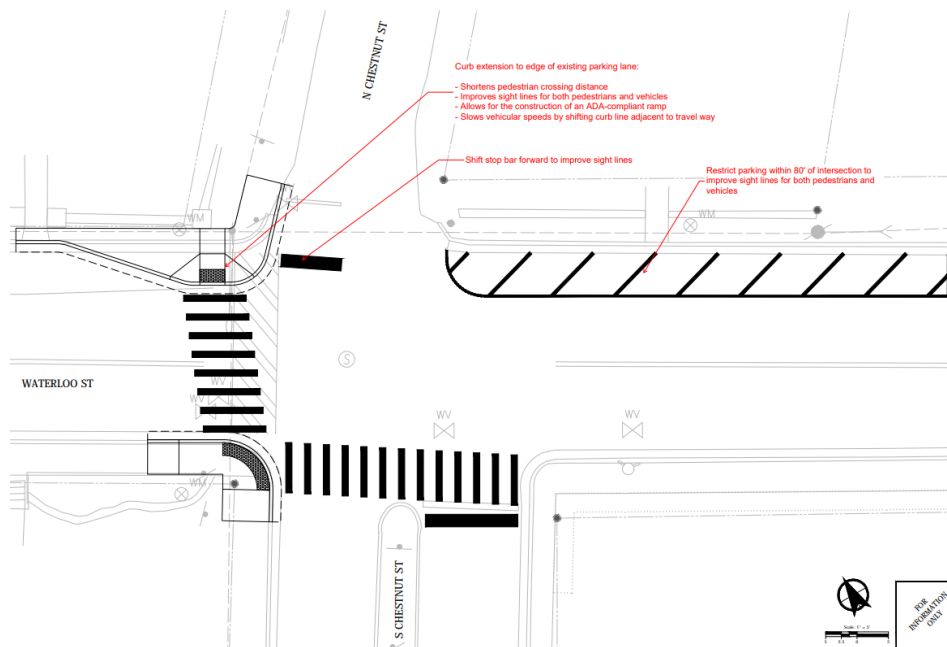 N CHESTNUT ST
Curb extension to edge of existing parking lane:
- Shortens pedestrian crossing distance
- Improves sight lines for both pedestrians and vehicles
- Allows for the construction of an ADA-compliant ramp
- Slows vehicular speeds by shifting curb line adjacent to travel way
Shift stop bar forward to improve sight lines
Restrict parking within 80' of intersection to
improve sight lines for both pedestrians and
vehicles
WM
WM
S
WATERLOO ST
WV
WV
WV
WV
WM
S CHESTNUT ST
FOR
INFORMATION
ONLY